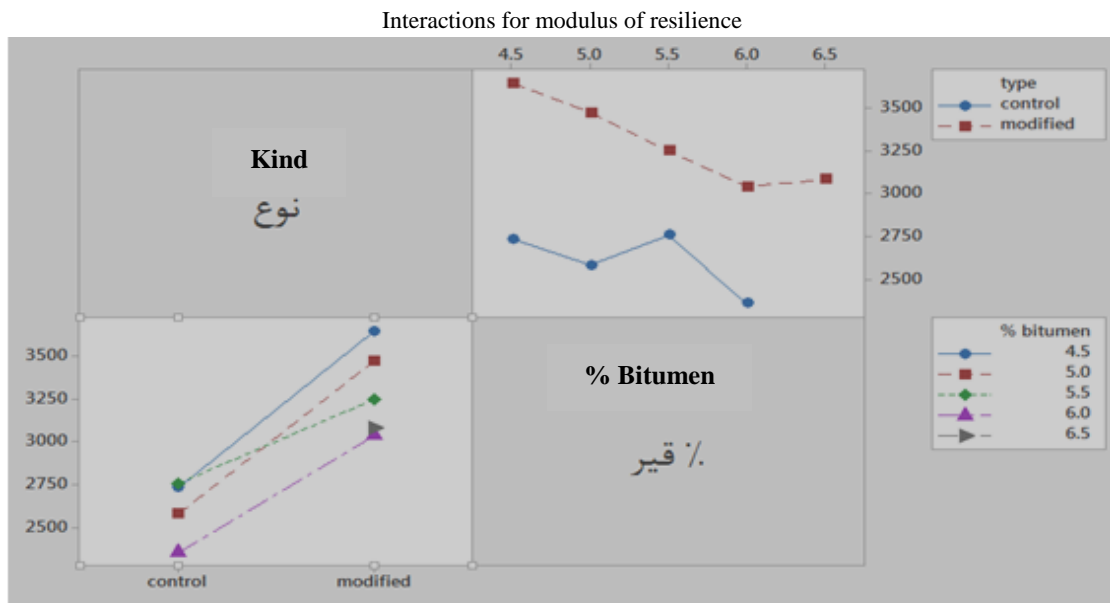 Interactions for modulus of resilience
4.5 5.0 5.5 6.0 6.5
Kind
نوع
3500
3250
3000
2750
2500
type
control
modified
3500
3250
3000
2750
2500
control modified
% Bitumen
٪ قیر
% bitumen
4.5
5.0
5.5
6.0
6.5